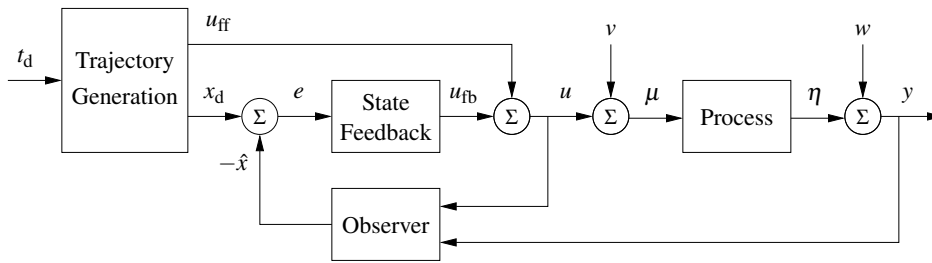 t_d
Trajectory
Generation
u_ff
x_d
Σ
e
State
Feedback
u_fb
Σ
u
v
Σ
μ
Process
η
w
Σ
y
−x̂
Observer